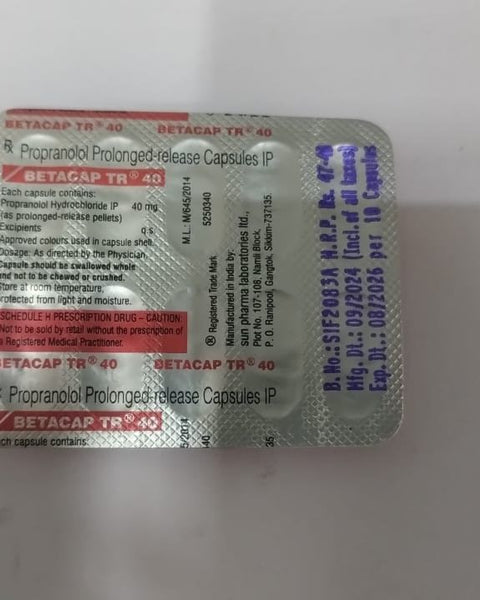 BETACAP TR® 40 BETACAP TR® 40
Rx Propranolol Prolonged-release Capsules IP
BETACAP TR® 40
Each capsule contains:
Propranolol Hydrochloride IP 40 mg
(as prolonged-release pellets)
Excipients q.s.
Approved colours used in capsule shell.
Dosage: As directed by the Physician
Capsule should be swallowed whole
and not to be chewed or crushed.
Store at room temperature,
protected from light and moisture.
SCHEDULE H PRESCRIPTION DRUG – CAUTION
Not to be sold by retail without the prescription of
a Registered Medical Practitioner.
M.L.: M/645/2014
5250340
® Registered Trade Mark
Manufactured in India by:
sun pharma laboratories ltd.,
Plot No. 107-108, Namli Block,
P. O. Ranipool, Gangtok, Sikkim-737135.
B.No.:SIF2083A M.R.P. Rs. 47-40
Mfg.Dt.:09/2024 (Incl.of all taxes)
Exp.Dt.:08/2026 per 10 Capsules
BETACAP TR® 40 BETACAP TR® 40
Propranolol Prolonged-release Capsules IP
BETACAP TR® 40
ach capsule contains:
5/2014
40
35